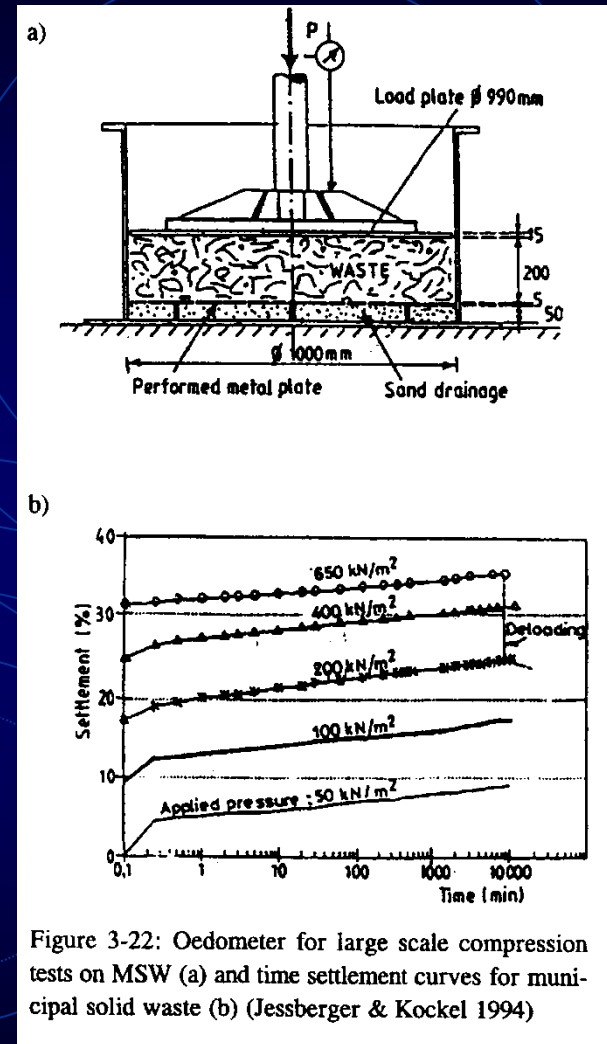 a)
P
Load plate ϕ 990mm
15
WASTE
200
5
50
ϕ 1000mm
Performed metal plate
Sand drainage
b)
40
650 kN/m²
400 kN/m²
30
Deloading
Settlement (%)
200 kN/m²
20
100 kN/m²
10
Applied pressure : 50 kN/m²
0
0,1
1
10
100
1000
10000
Time (min)
Figure 3-22: Oedometer for large scale compression
tests on MSW (a) and time settlement curves for muni-
cipal solid waste (b) (Jessberger & Kockel 1994)